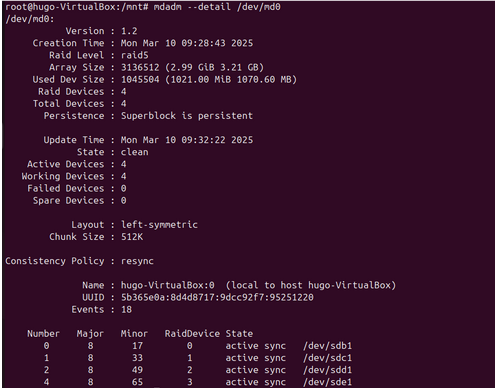 root@hugo-VirtualBox:/mnt# mdadm --detail /dev/md0
/dev/md0:
Version : 1.2
Creation Time : Mon Mar 10 09:28:43 2025
Raid Level : raid5
Array Size : 3136512 (2.99 GiB 3.21 GB)
Used Dev Size : 1045504 (1021.00 MiB 1070.60 MB)
Raid Devices : 4
Total Devices : 4
Persistence : Superblock is persistent
Update Time : Mon Mar 10 09:32:22 2025
State : clean
Active Devices : 4
Working Devices : 4
Failed Devices : 0
Spare Devices : 0
Layout : left-symmetric
Chunk Size : 512K
Consistency Policy : resync
Name : hugo-VirtualBox:0 (local to host hugo-VirtualBox)
UUID : 5b365e0a:8d4d8717:9dcc92f7:95251220
Events : 18
Number Major Minor RaidDevice State
0 8 17 0 active sync /dev/sdb1
1 8 33 1 active sync /dev/sdc1
2 8 49 2 active sync /dev/sdd1
4 8 65 3 active sync /dev/sde1